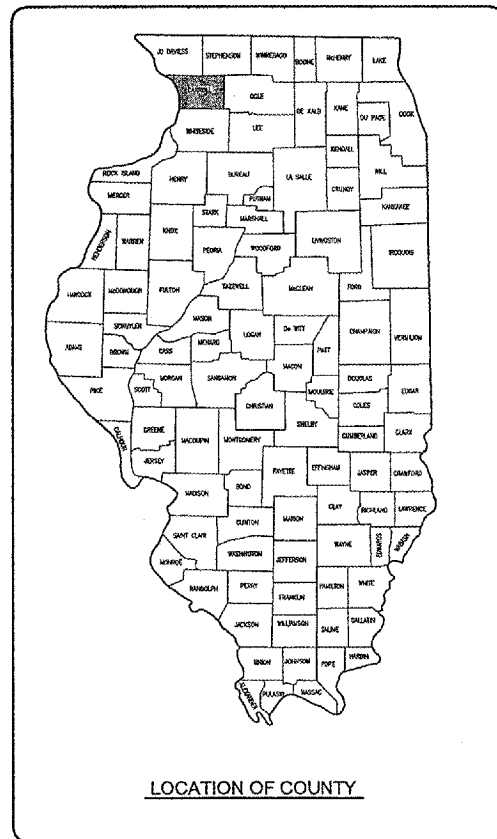 JO DAVIESS STEPHENSON WINNEBAGO BOONE McHENRY LAKE
CARROLL OGLE DE KALB KANE COOK
DU PAGE
WHITESIDE LEE KENDALL WILL
ROCK ISLAND HENRY BUREAU LA SALLE GRUNDY
MERCER PUTNAM KANKAKEE
STARK MARSHALL
HENDERSON WARREN KNOX PEORIA WOODFORD LIVINGSTON IROQUOIS
HANCOCK McDONOUGH FULTON TAZEWELL McCLEAN FORD
MASON
SCHUYLER LOGAN De WITT CHAMPAIGN VERMILION
ADAMS BROWN CASS MENARD PIATT
MACON
PIKE SCOTT MORGAN SANGAMON MOULTRIE DOUGLAS EDGAR
CHRISTIAN COLES
CALHOUN GREENE MACOUPIN MONTGOMERY SHELBY CUMBERLAND CLARK
JERSEY
FAYETTE EFFINGHAM JASPER CRAWFORD
MADISON BOND
CLAY RICHLAND LAWRENCE
CLINTON MARION
SAINT CLAIR WAYNE EDWARDS WABASH
WASHINGTON JEFFERSON
MONROE
RANDOLPH PERRY HAMILTON WHITE
FRANKLIN
JACKSON WILLIAMSON SALINE GALLATIN
UNION JOHNSON POPE HARDIN
ALEXANDER PULASKI MASSAC
LOCATION OF COUNTY